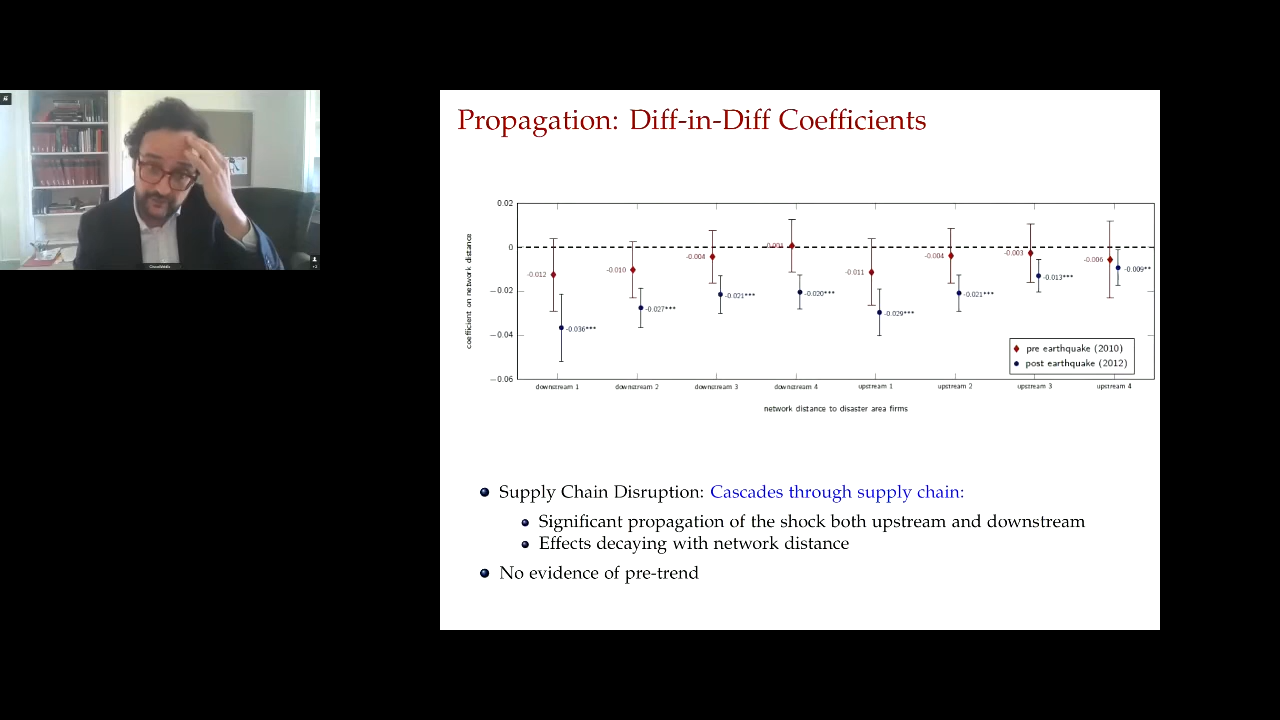 Propagation: Diff-in-Diff Coefficients
coefficient on network distance
0.02
0
−0.02
−0.04
−0.06
-0.012
-0.036***
-0.010
-0.027***
-0.004
-0.021***
0.001
-0.020***
-0.011
-0.029***
-0.004
-0.021***
-0.003
-0.013***
-0.006
-0.009**
pre earthquake (2010)
post earthquake (2012)
downstream 1
downstream 2
downstream 3
downstream 4
upstream 1
upstream 2
upstream 3
upstream 4
network distance to disaster area firms
Supply Chain Disruption: Cascades through supply chain:
Significant propagation of the shock both upstream and downstream
Effects decaying with network distance
No evidence of pre-trend